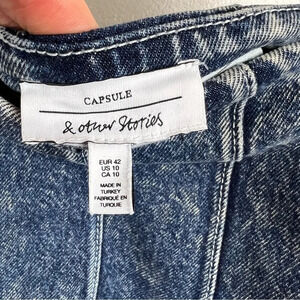 CAPSULE
& other Stories
EUR 42
US 10
CA 10
MADE IN
TURKEY
FABRIQUÉ EN
TURQUIE